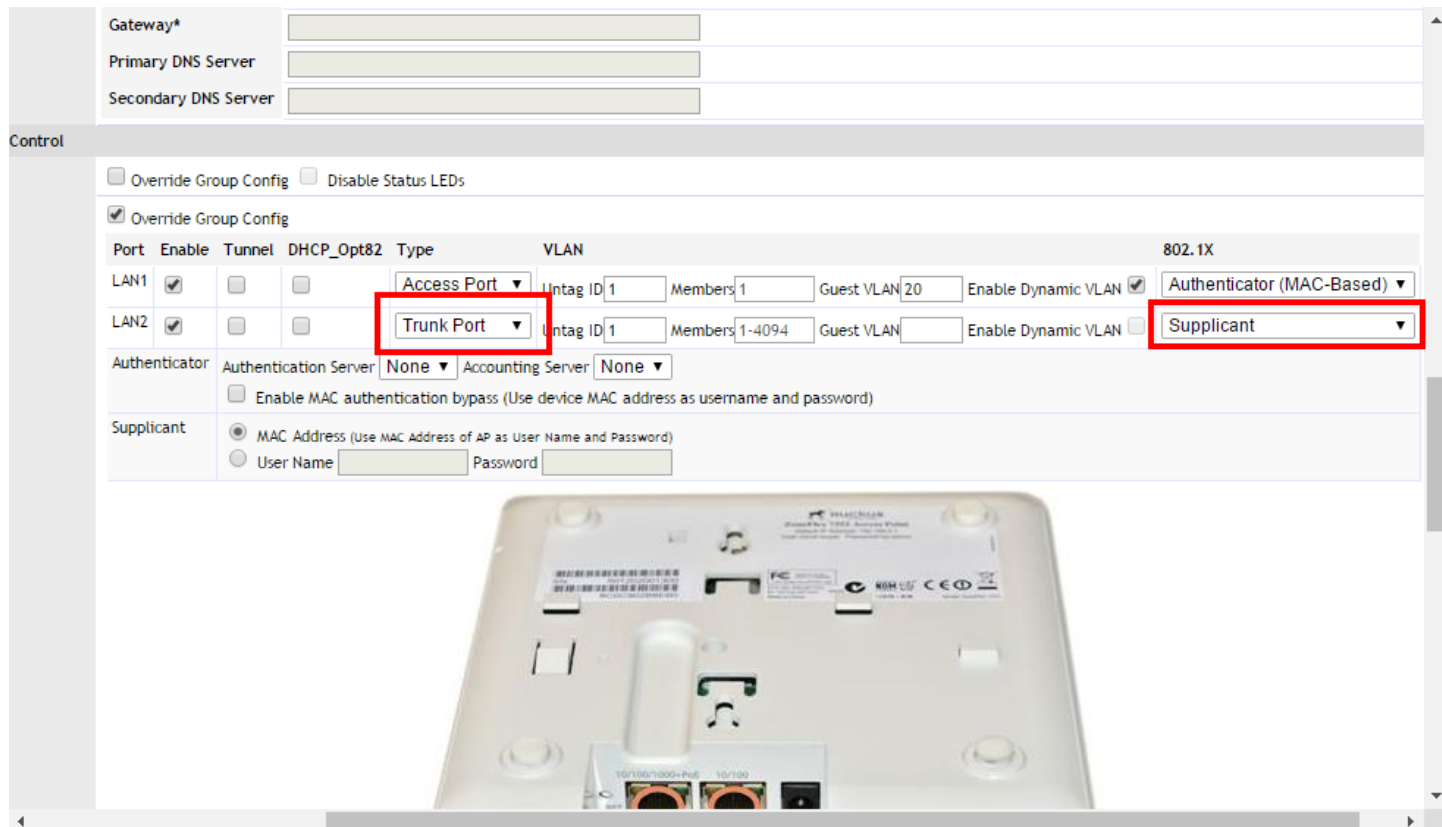 Gateway*
Primary DNS Server
Secondary DNS Server
Control
Override Group Config Disable Status LEDs
Override Group Config
Port Enable Tunnel DHCP_Opt82 Type VLAN 802.1X
LAN1 Access Port Untag ID 1 Members 1 Guest VLAN 20 Enable Dynamic VLAN Authenticator (MAC-Based)
LAN2 Trunk Port Untag ID 1 Members 1-4094 Guest VLAN Enable Dynamic VLAN Supplicant
Authenticator Authentication Server None Accounting Server None
Enable MAC authentication bypass (Use device MAC address as username and password)
Supplicant MAC Address (Use MAC Address of AP as User Name and Password)
User Name Password
FC
CE
10/100/1000+PoE 10/100